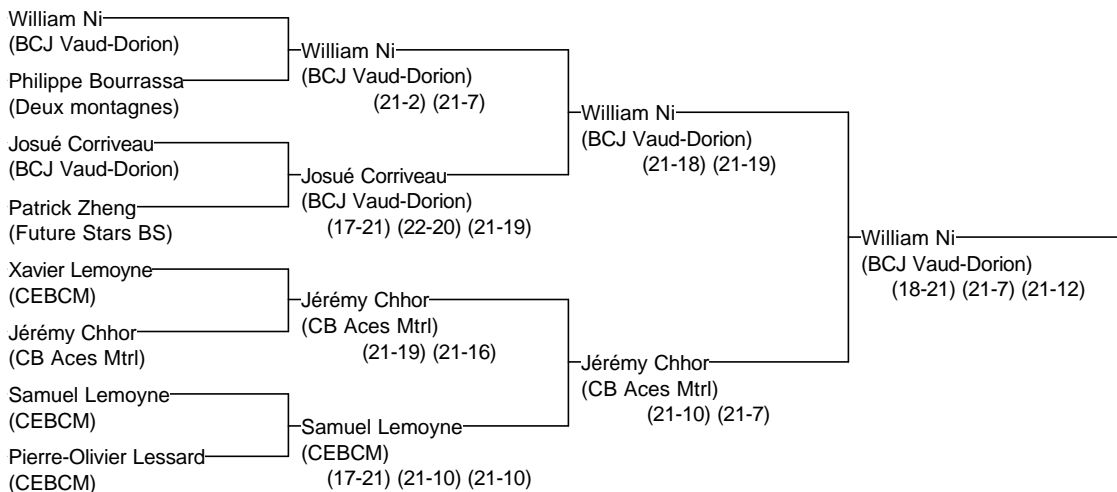 William Ni
(BCJ Vaud-Dorion)
Philippe Bourrassa
(Deux montagnes)
Josué Corriveau
(BCJ Vaud-Dorion)
Patrick Zheng
(Future Stars BS)
Xavier Lemoyne
(CEBCM)
Jérémy Chhor
(CB Aces Mtrl)
Samuel Lemoyne
(CEBCM)
Pierre-Olivier Lessard
(CEBCM)
William Ni
(BCJ Vaud-Dorion)
(21-2) (21-7)
Josué Corriveau
(BCJ Vaud-Dorion)
(17-21) (22-20) (21-19)
Jérémy Chhor
(CB Aces Mtrl)
(21-19) (21-16)
Samuel Lemoyne
(CEBCM)
(17-21) (21-10) (21-10)
William Ni
(BCJ Vaud-Dorion)
(21-18) (21-19)
Jérémy Chhor
(CB Aces Mtrl)
(21-10) (21-7)
William Ni
(BCJ Vaud-Dorion)
(18-21) (21-7) (21-12)